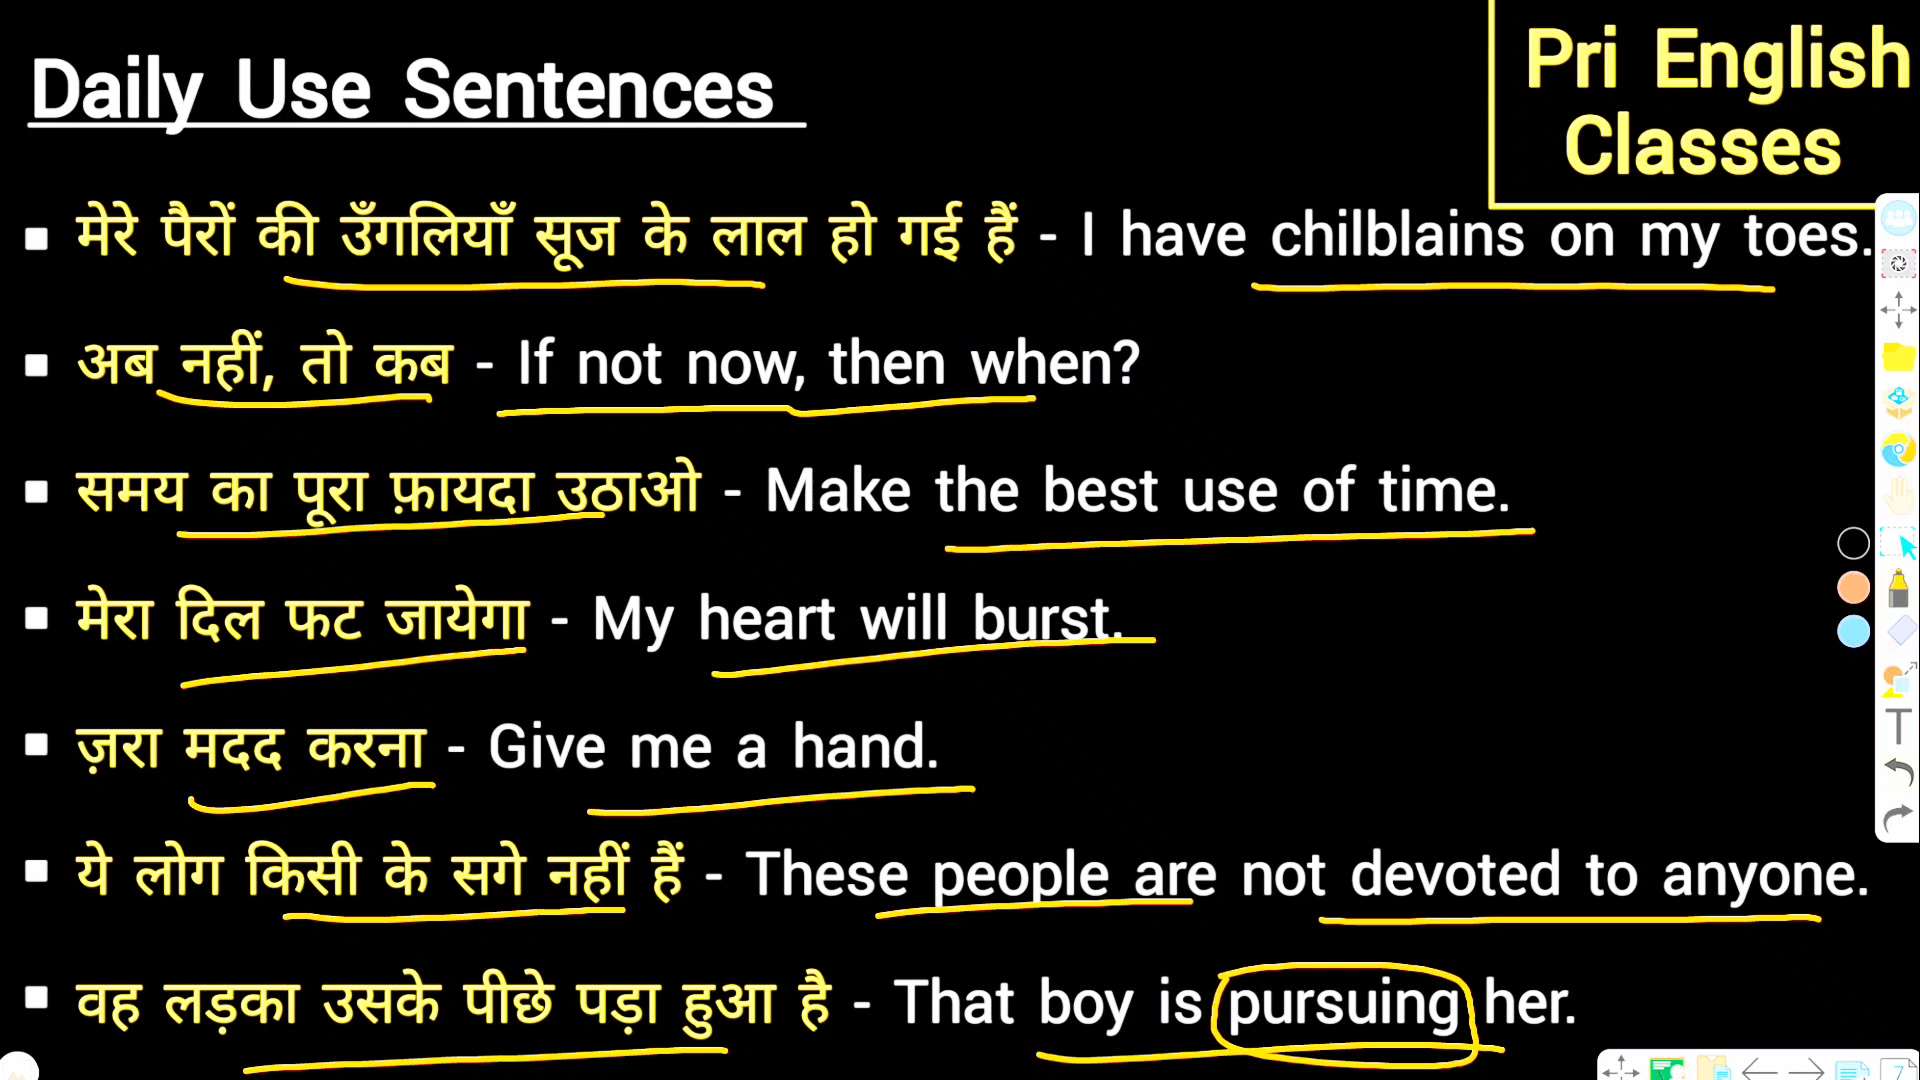 Daily Use Sentences
Pri English
Classes
मेरे पैरों की उँगलियाँ सूज के लाल हो गई हैं - I have chilblains on my toes.
अब नहीं, तो कब - If not now, then when?
समय का पूरा फ़ायदा उठाओ - Make the best use of time.
मेरा दिल फट जायेगा - My heart will burst.
ज़रा मदद करना - Give me a hand.
ये लोग किसी के सगे नहीं हैं - These people are not devoted to anyone.
वह लड़का उसके पीछे पड़ा हुआ है - That boy is pursuing her.
T
7